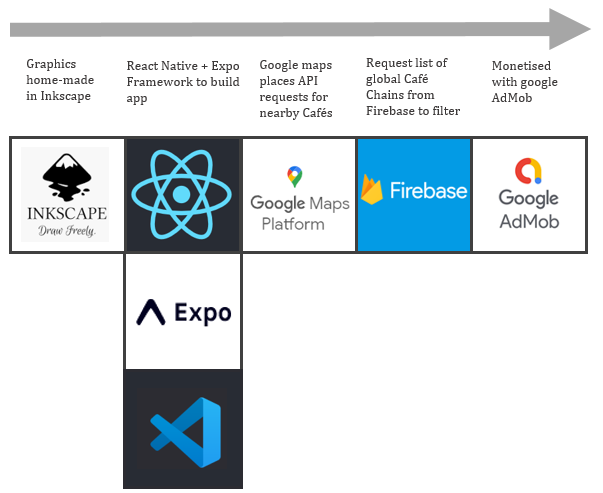 Graphics
home-made
in Inkscape
React Native + Expo
Framework to build
app
Google maps
places API
requests for
nearby Cafés
Request list of
global Café
Chains from
Firebase to filter
Monetised
with google
AdMob
INKSCAPE
Draw Freely.
Google Maps
Platform
Firebase
Google
AdMob
Expo